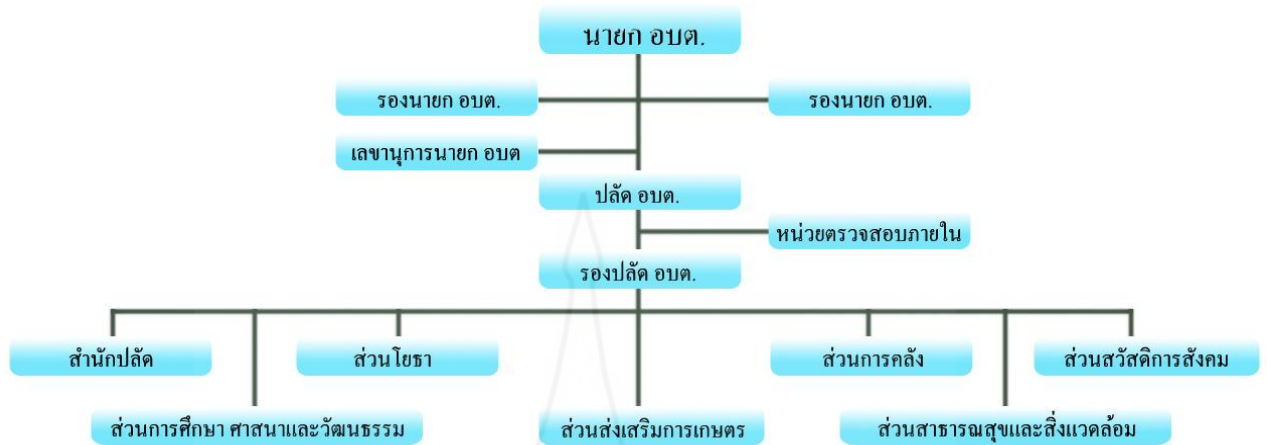 นายก อบต.
รองนายก อบต.
รองนายก อบต.
เลขานุการนายก อบต
ปลัด อบต.
หน่วยตรวจสอบภายใน
รองปลัด อบต.
สำนักปลัด
ส่วนโยธา
ส่วนการคลัง
ส่วนสวัสดิการสังคม
ส่วนการศึกษา ศาสนาและวัฒนธรรม
ส่วนส่งเสริมการเกษตร
ส่วนสาธารณสุขและสิ่งแวดล้อม